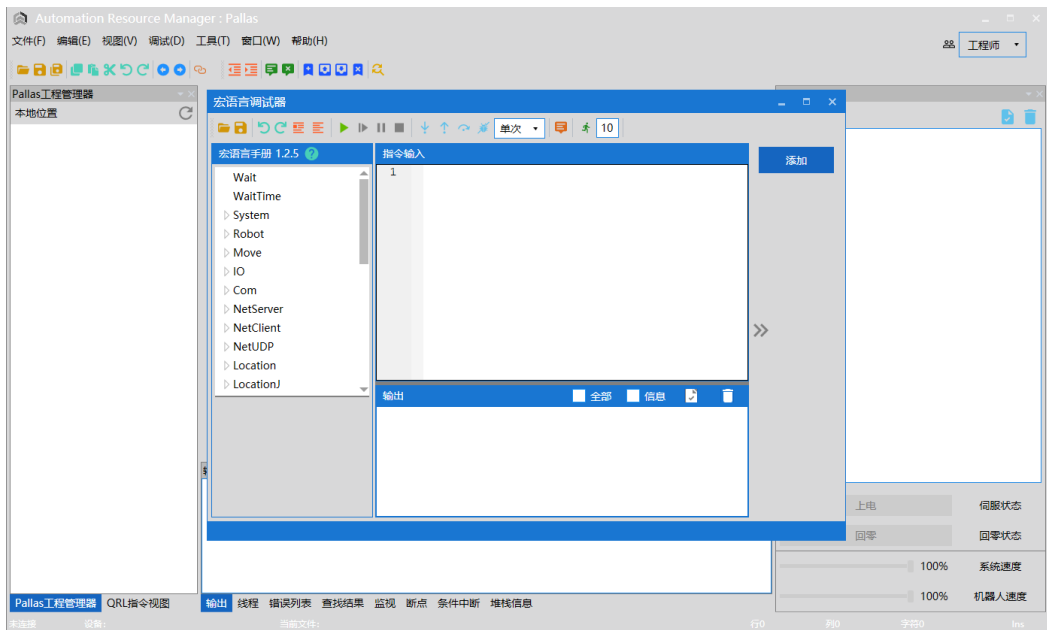 Automation Resource Manager : Pallas
文件(F) 编辑(E) 视图(V) 调试(D) 工具(T) 窗口(W) 帮助(H)
工程师
Pallas工程管理器
本地位置
宏语言调试器
单次 10
宏语言手册 1.2.5
Wait
WaitTime
System
Robot
Move
IO
Com
NetServer
NetClient
NetUDP
Location
LocationJ
指令输入
1
添加
输出 全部 信息
上电 伺服状态
回零 回零状态
100% 系统速度
100% 机器人速度
Pallas工程管理器 QRL指令视图
输出 线程 错误列表 查找结果 监视 断点 条件中断 堆栈信息
未连接 设备: 当前文件: 行0 列0 字符0 Ins